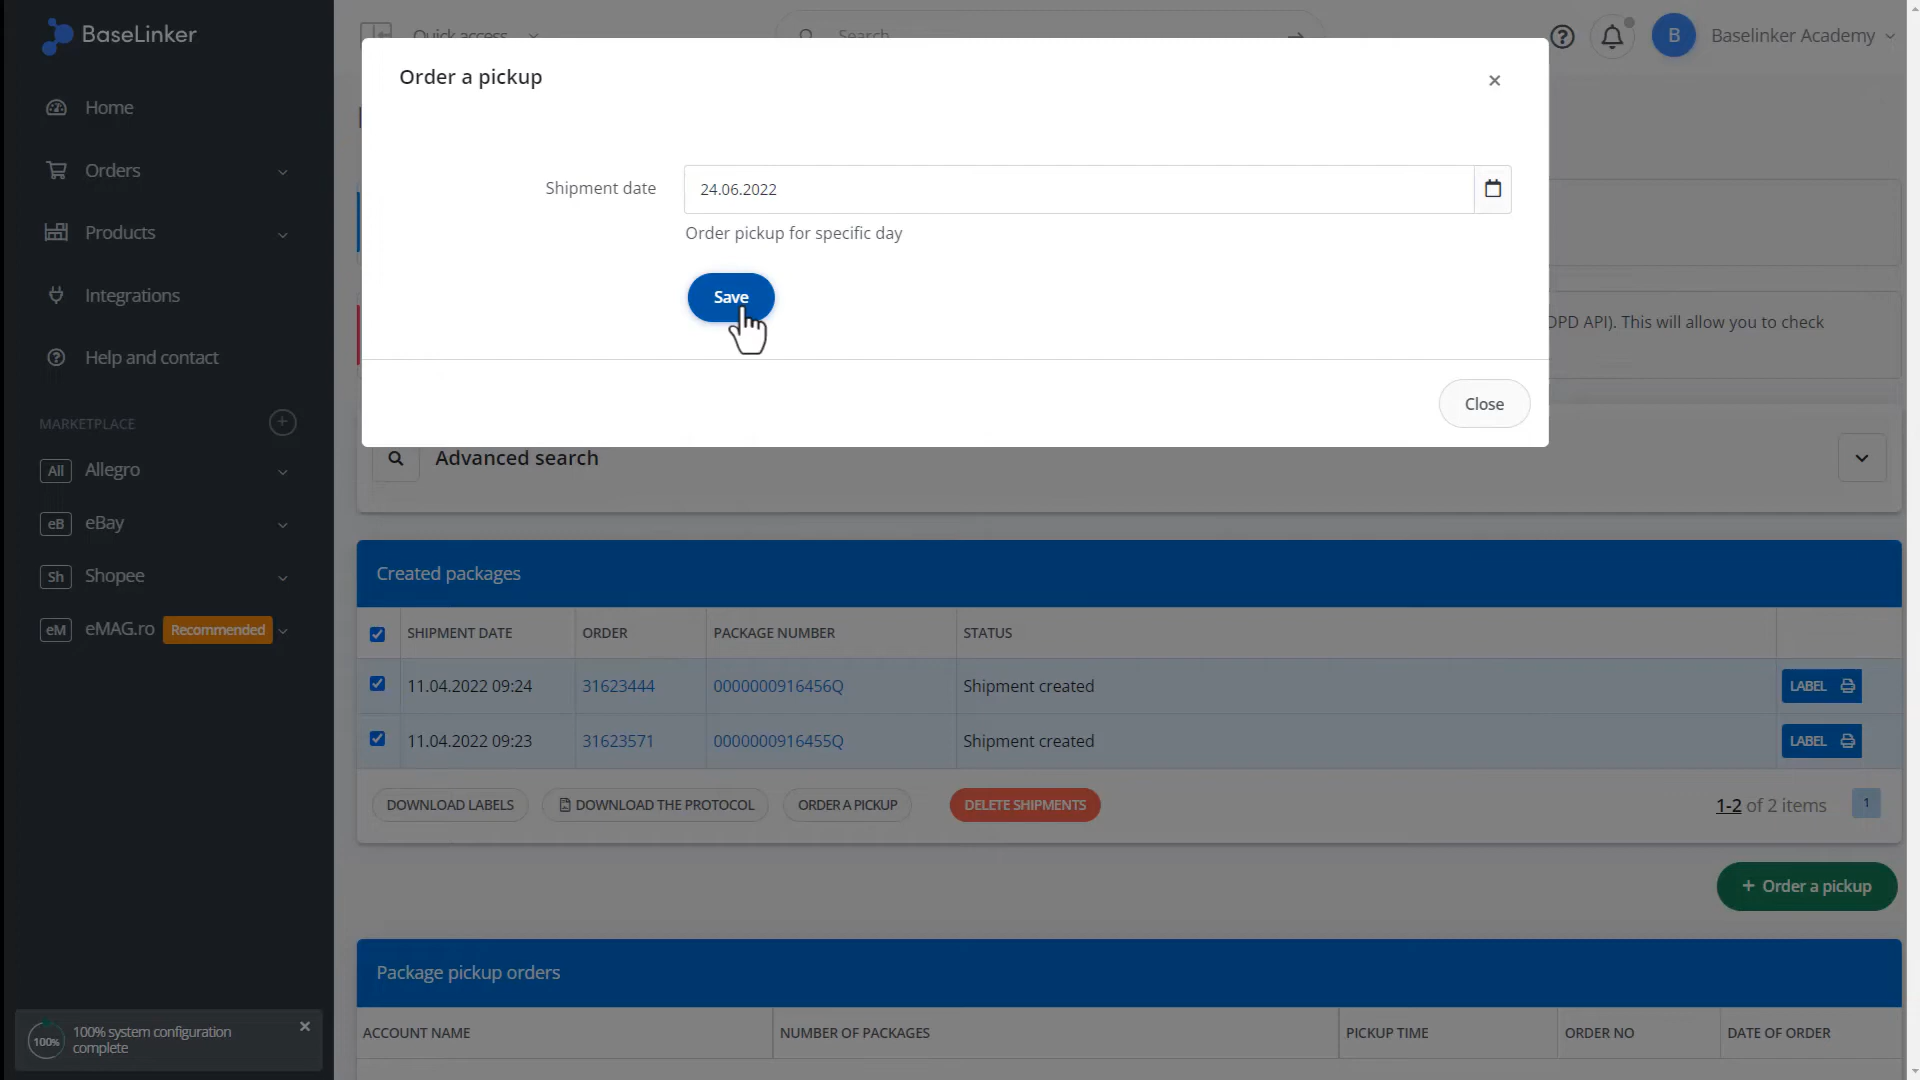 BaseLinker
Quick access
Search
B
Baselinker Academy
Home
Orders
Products
Integrations
Help and contact
MARKETPLACE
All Allegro
eB eBay
Sh Shopee
eM eMAG.ro Recommended
100% 100% system configuration
complete
Order a pickup
Shipment date 24.06.2022
Order pickup for specific day
Save
Close
DPD API). This will allow you to check
Advanced search
Created packages
SHIPMENT DATE ORDER PACKAGE NUMBER STATUS
11.04.2022 09:24 31623444 0000000916456Q Shipment created LABEL
11.04.2022 09:23 31623571 0000000916455Q Shipment created LABEL
DOWNLOAD LABELS DOWNLOAD THE PROTOCOL ORDER A PICKUP DELETE SHIPMENTS 1-2 of 2 items 1
+ Order a pickup
Package pickup orders
ACCOUNT NAME NUMBER OF PACKAGES PICKUP TIME ORDER NO DATE OF ORDER